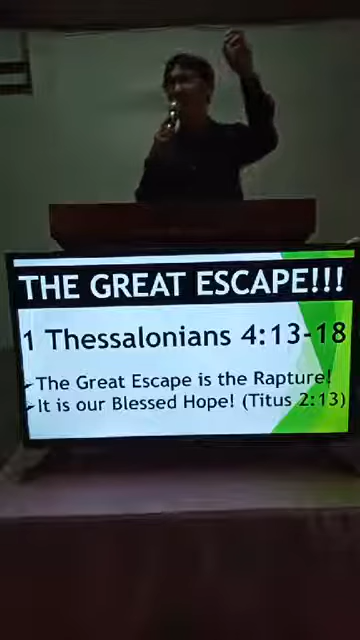 THE GREAT ESCAPE!!!
1 Thessalonians 4:13-18
➢The Great Escape is the Rapture!
➢It is our Blessed Hope! (Titus 2:13)